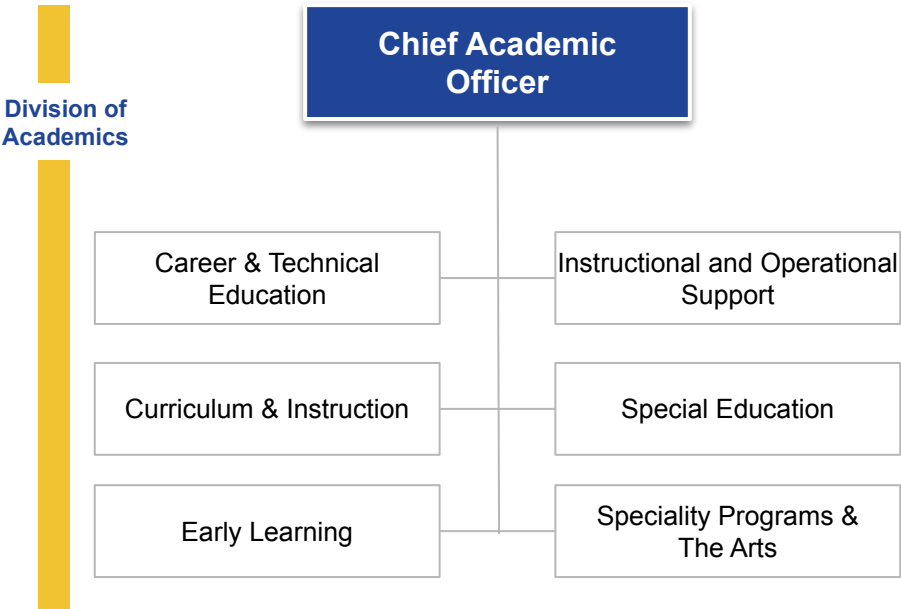 Chief Academic
Officer
Division of
Academics
Career & Technical
Education
Instructional and Operational
Support
Curriculum & Instruction
Special Education
Early Learning
Speciality Programs &
The Arts